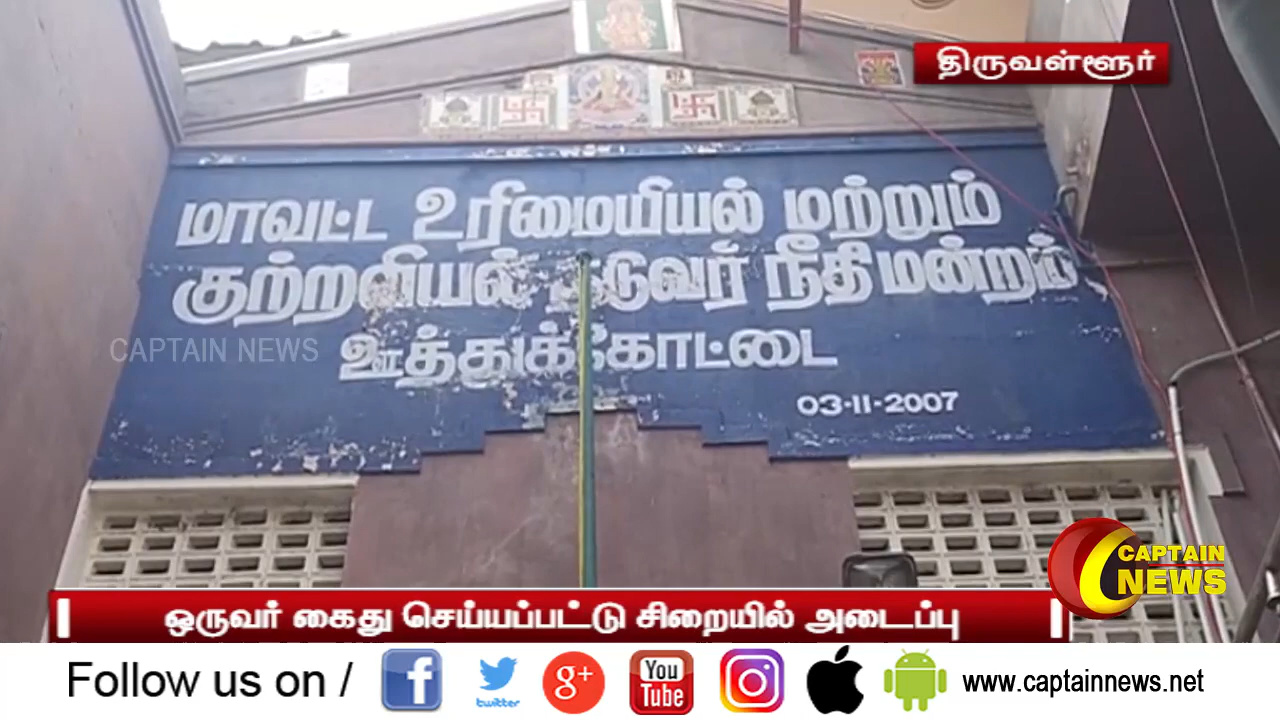 திருவள்ளூர்
மாவட்ட உரிமையியல் மற்றும்
குற்றவியல் நடுவர் நீதிமன்றம்
ஊத்துக்கோட்டை
03-11-2007
CAPTAIN NEWS
CAPTAIN
NEWS
ஒருவர் கைது செய்யப்பட்டு சிறையில் அடைப்பு
Follow us on / twitter g+ You Tube www.captainnews.net